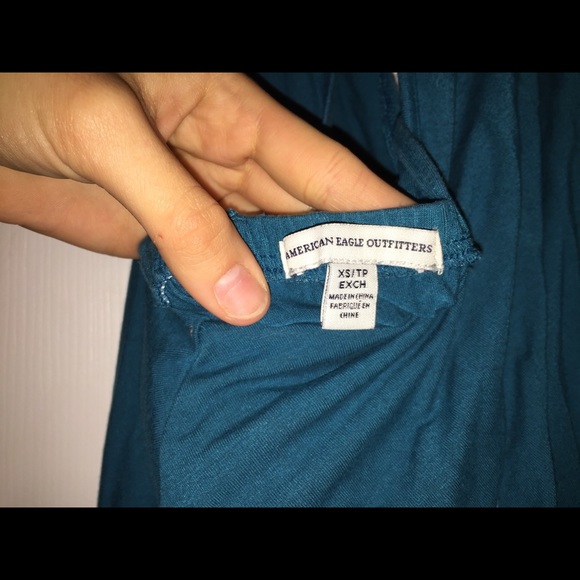 AMERICAN EAGLE OUTFITTERS
XS/TP
EXCH
MADE IN CHINA
FABRIQUÉ EN
CHINE